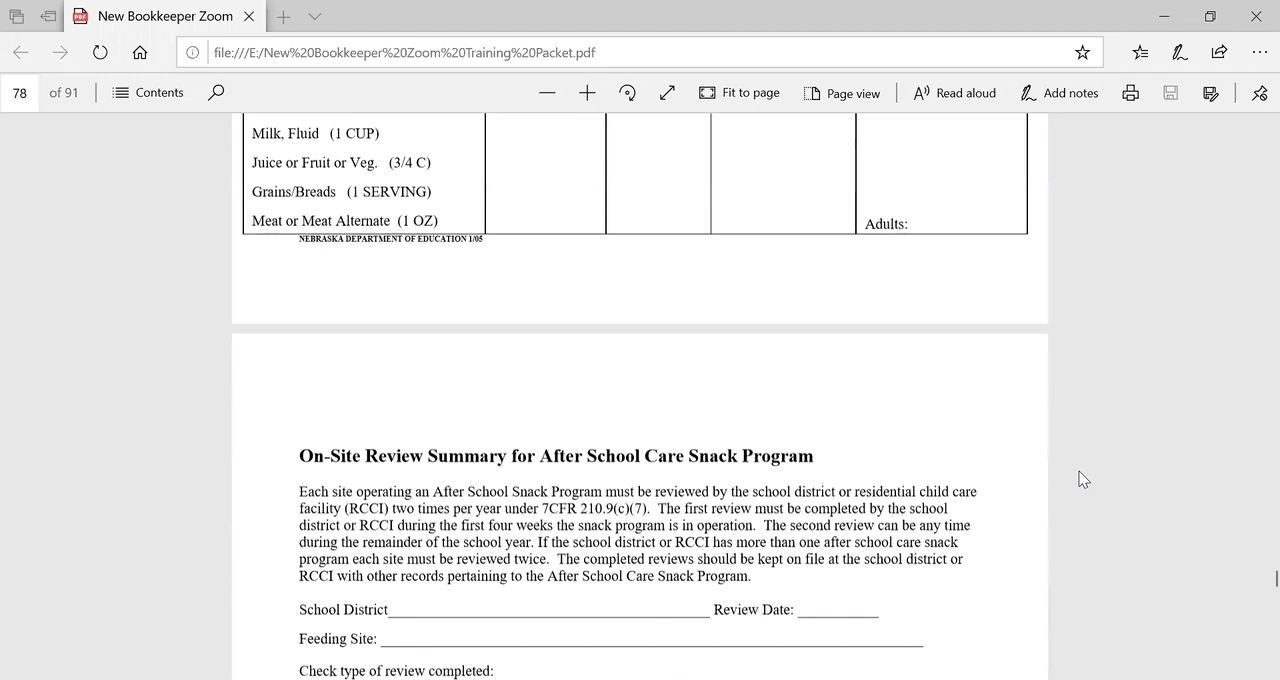 New Bookkeeper Zoom
file:///E:/New%20Bookkeeper%20Zoom%20Training%20Packet.pdf
78 of 91 Contents Fit to page Page view Read aloud Add notes
Milk, Fluid (1 CUP)
Juice or Fruit or Veg. (3/4 C)
Grains/Breads (1 SERVING)
Meat or Meat Alternate (1 OZ)
Adults:
NEBRASKA DEPARTMENT OF EDUCATION 1/05
On-Site Review Summary for After School Care Snack Program
Each site operating an After School Snack Program must be reviewed by the school district or residential child care
facility (RCCI) two times per year under 7CFR 210.9(c)(7). The first review must be completed by the school
district or RCCI during the first four weeks the snack program is in operation. The second review can be any time
during the remainder of the school year. If the school district or RCCI has more than one after school care snack
program each site must be reviewed twice. The completed reviews should be kept on file at the school district or
RCCI with other records pertaining to the After School Care Snack Program.
School District____________________ Review Date: __________
Feeding Site: ____________________
Check type of review completed: